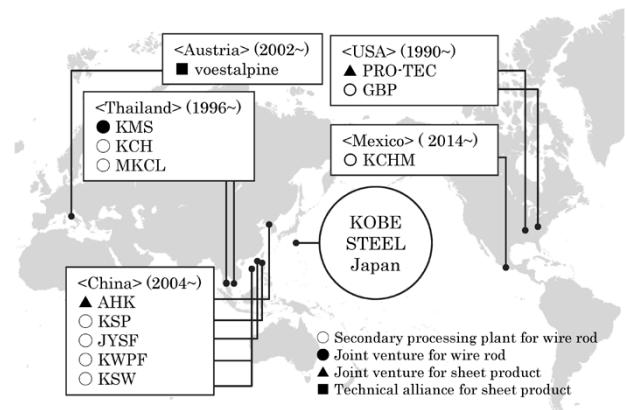 <Austria> (2002~)
■ voestalpine
<USA> (1990~)
▲ PRO-TEC
○ GBP
<Thailand> (1996~)
● KMS
○ KCH
○ MKCL
<Mexico> ( 2014~)
○ KCHM
KOBE
STEEL
Japan
<China> (2004~)
▲ AHK
○ KSP
○ JYSF
○ KWPF
○ KSW
○ Secondary processing plant for wire rod
● Joint venture for wire rod
▲ Joint venture for sheet product
■ Technical alliance for sheet product